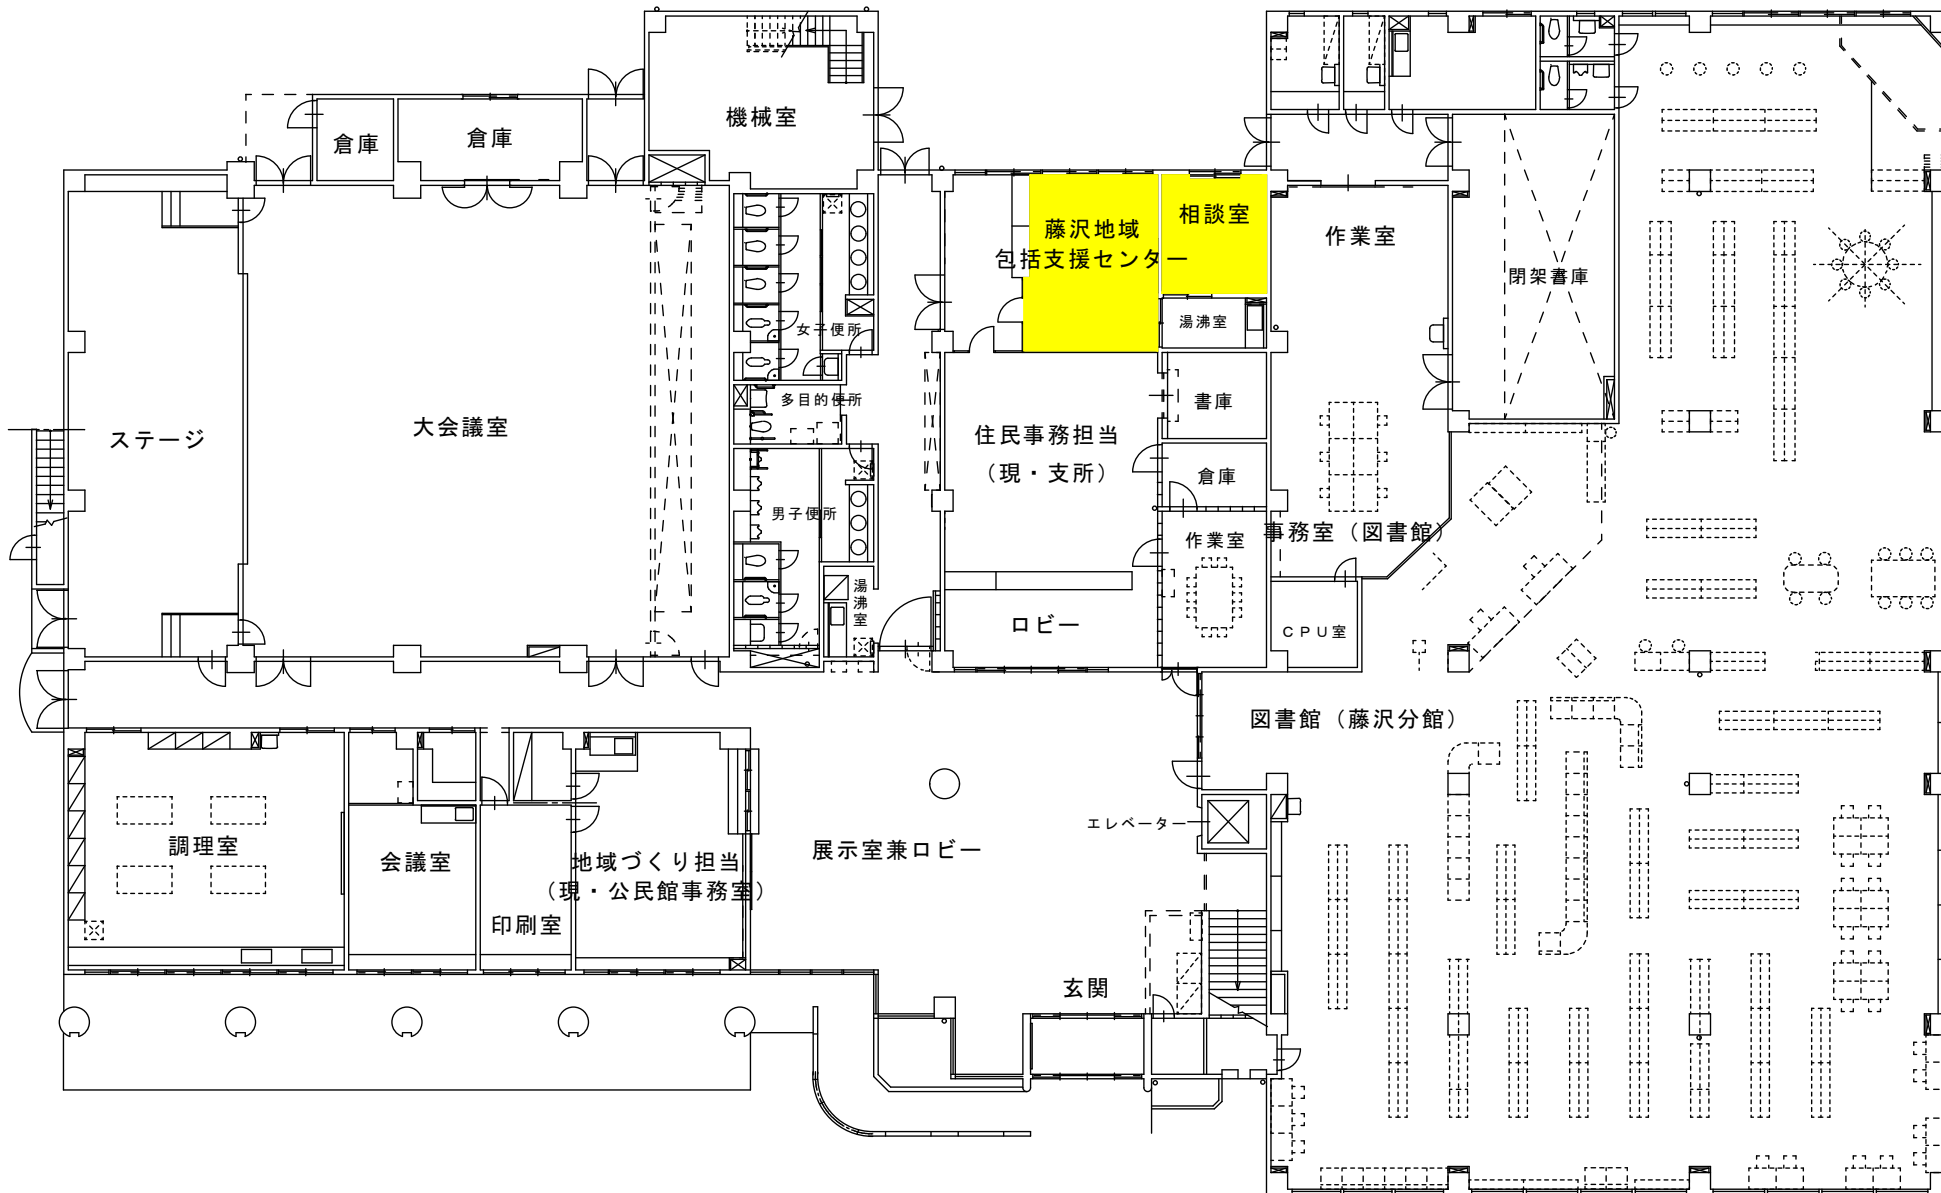 機械室
倉庫
倉庫
藤沢地域
包括支援センター
相談室
作業室
閉架書庫
湯沸室
女子便所
多目的便所
書庫
ステージ
大会議室
住民事務担当
（現・支所）
倉庫
男子便所
作業室
事務室（図書館）
湯沸室
ロビー
ＣＰＵ室
図書館（藤沢分館）
エレベーター
調理室
会議室
地域づくり担当
（現・公民館事務室）
展示室兼ロビー
印刷室
玄関